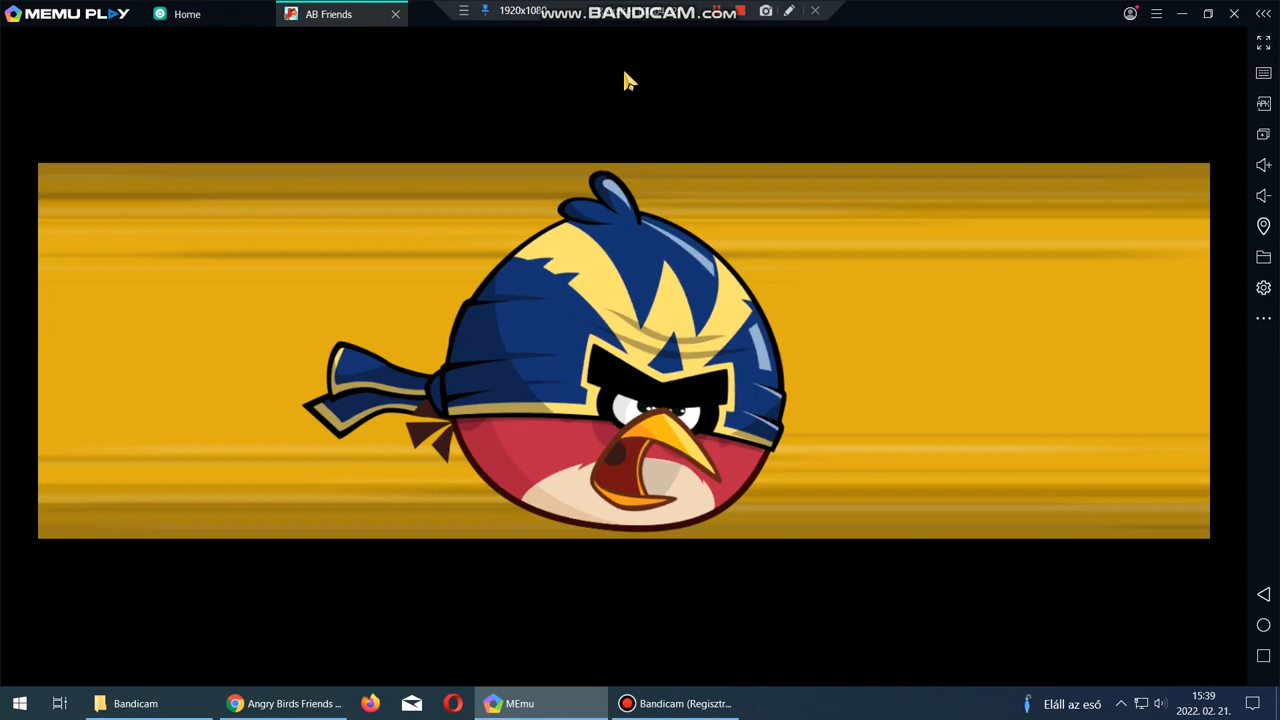 MEMU PLAY
Home
AB Friends
1920x1080
www.BANDICAM.com
APK
Bandicam
Angry Birds Friends ...
MEmu
Bandicam (Regisztr...
Eláll az eső
15:39
2022. 02. 21.